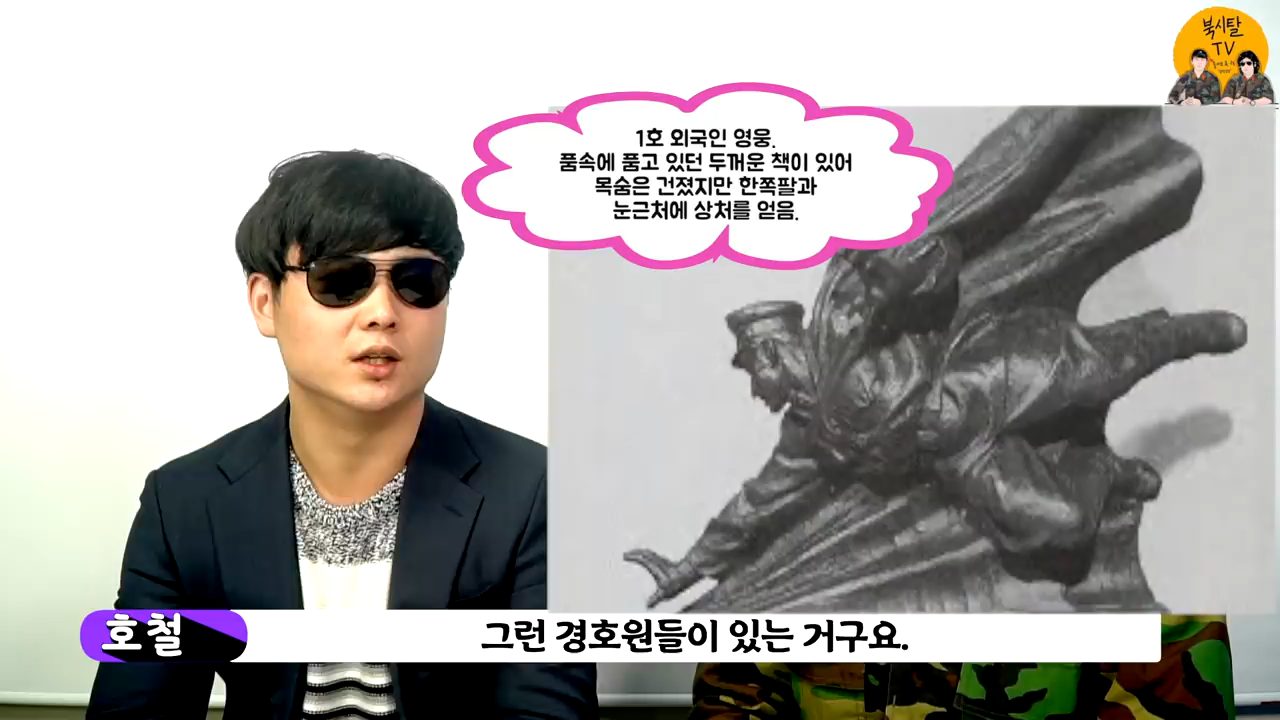 북시탈
TV
1호 외국인 영웅.
품속에 품고 있던 두꺼운 책이 있어
목숨은 건졌지만 한쪽팔과
눈근처에 상처를 얻음.
호철
그런 경호원들이 있는 거구요.